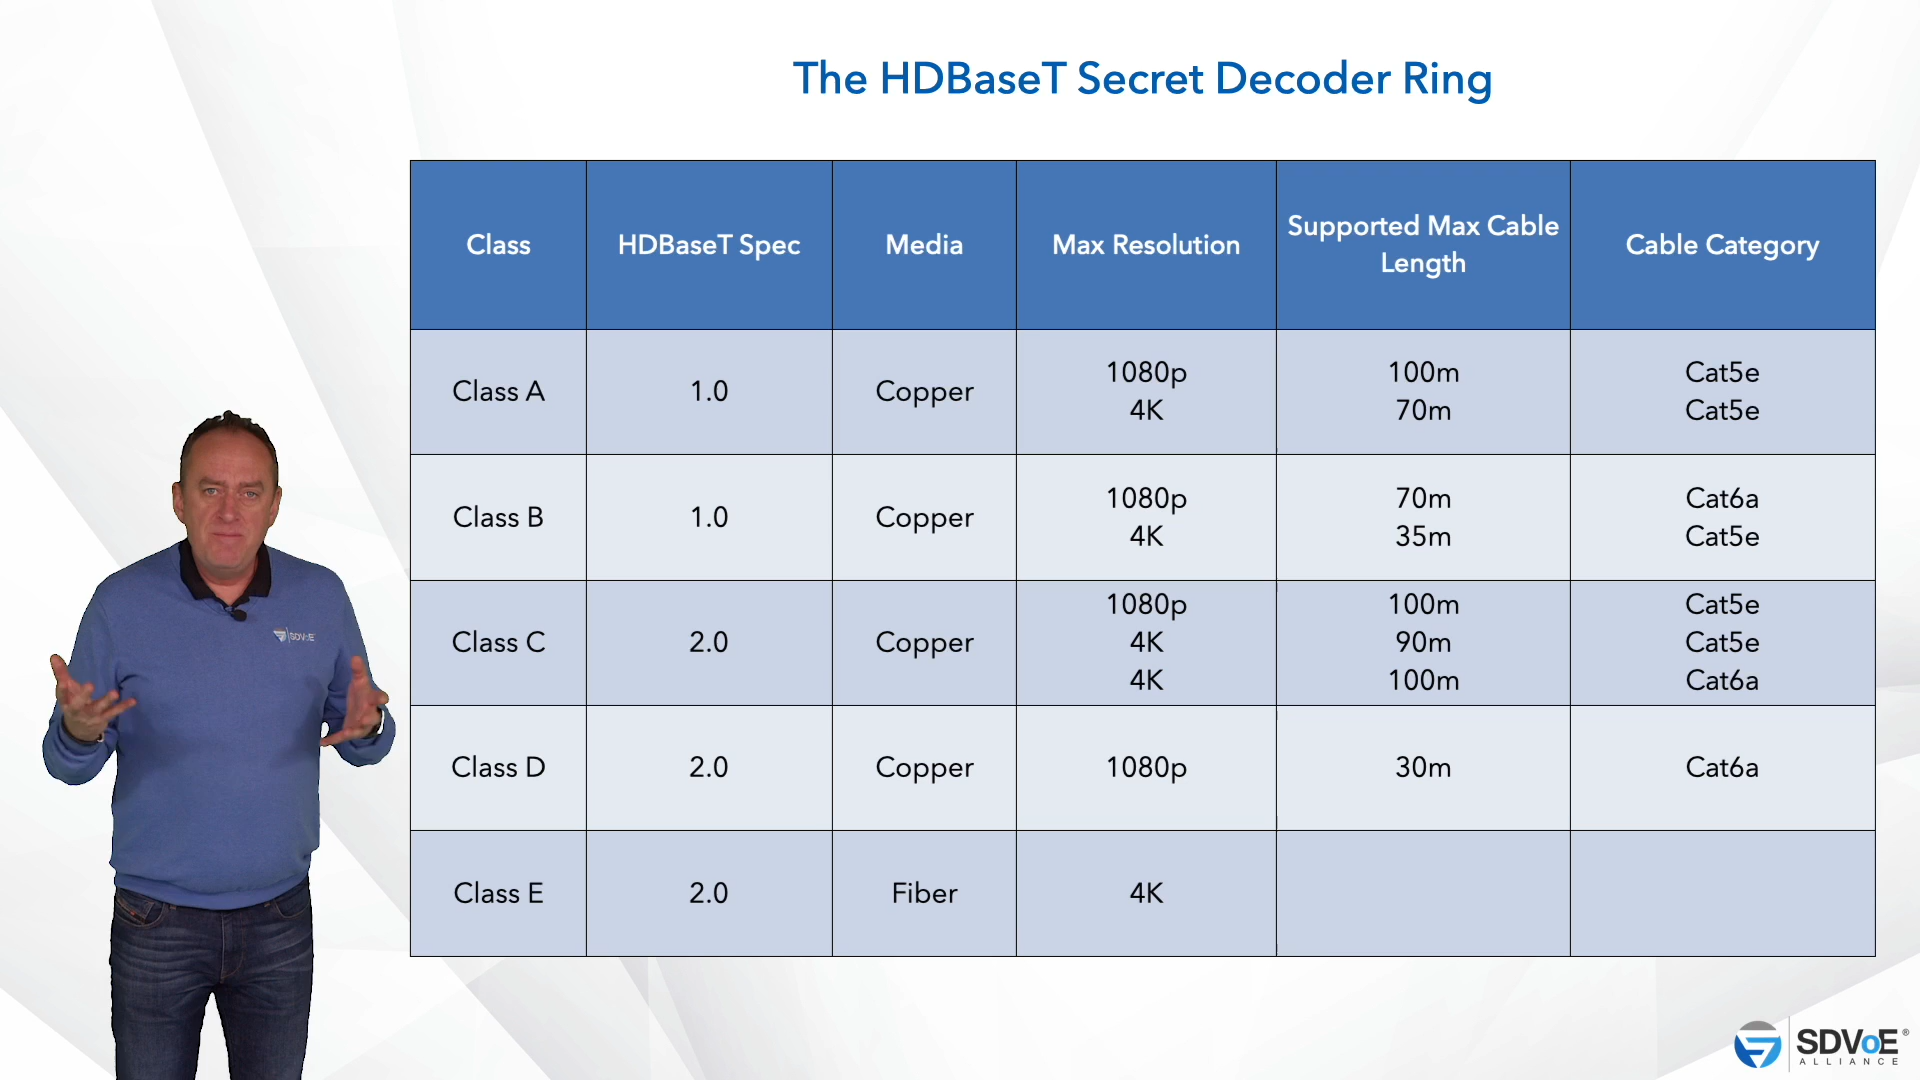 The HDBaseT Secret Decoder Ring
Class
HDBaseT Spec
Media
Max Resolution
Supported Max Cable
Length
Cable Category
Class A
1.0
Copper
1080p
4K
100m
70m
Cat5e
Cat5e
Class B
1.0
Copper
1080p
4K
70m
35m
Cat6a
Cat5e
Class C
2.0
Copper
1080p
4K
4K
100m
90m
100m
Cat5e
Cat5e
Cat6a
Class D
2.0
Copper
1080p
30m
Cat6a
Class E
2.0
Fiber
4K
SDVoE
SDVoE®
ALLIANCE